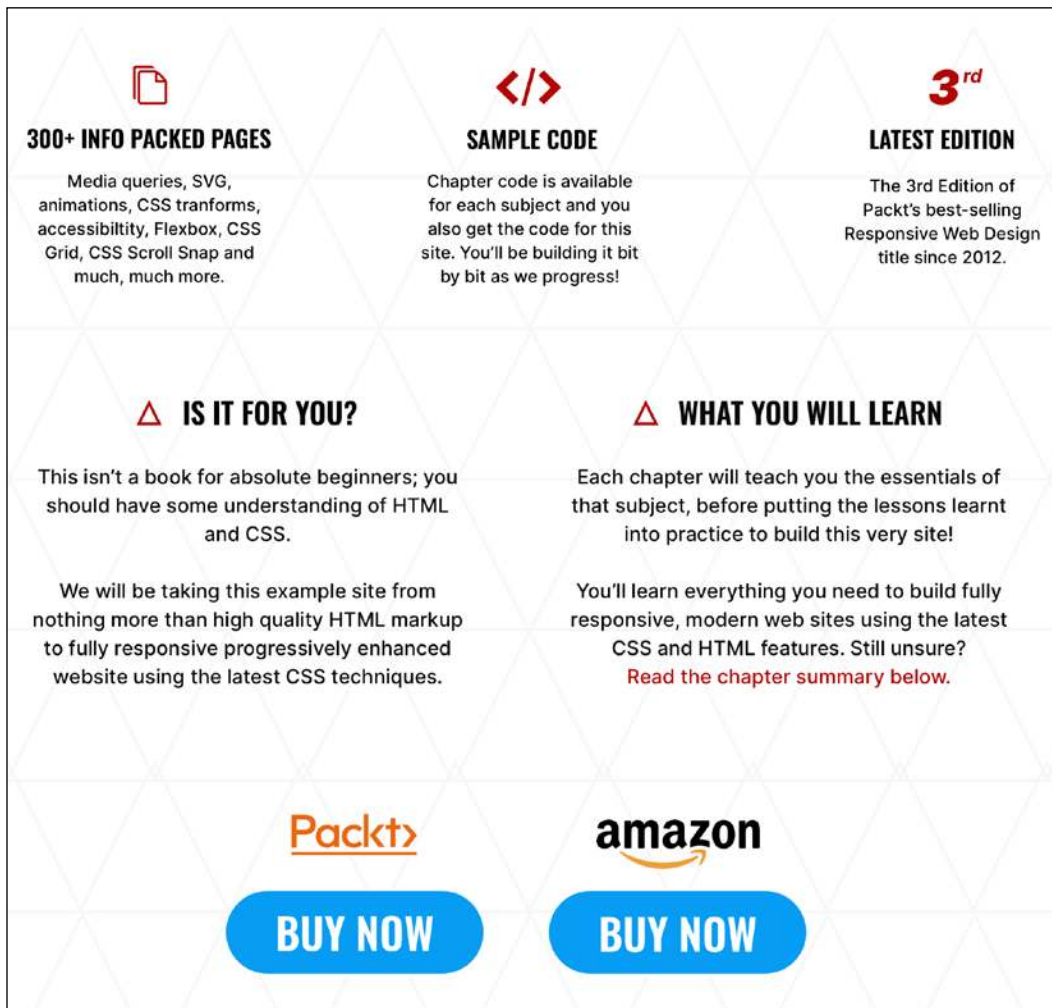 300+ INFO PACKED PAGES
Media queries, SVG,
animations, CSS tranforms,
accessibiltity, Flexbox, CSS
Grid, CSS Scroll Snap and
much, much more.
</>
SAMPLE CODE
Chapter code is available
for each subject and you
also get the code for this
site. You'll be building it bit
by bit as we progress!
3rd
LATEST EDITION
The 3rd Edition of
Packt's best-selling
Responsive Web Design
title since 2012.
IS IT FOR YOU?
This isn't a book for absolute beginners; you
should have some understanding of HTML
and CSS.
We will be taking this example site from
nothing more than high quality HTML markup
to fully responsive progressively enhanced
website using the latest CSS techniques.
WHAT YOU WILL LEARN
Each chapter will teach you the essentials of
that subject, before putting the lessons learnt
into practice to build this very site!
You'll learn everything you need to build fully
responsive, modern web sites using the latest
CSS and HTML features. Still unsure?
Read the chapter summary below.
Packt>
BUY NOW
amazon
BUY NOW